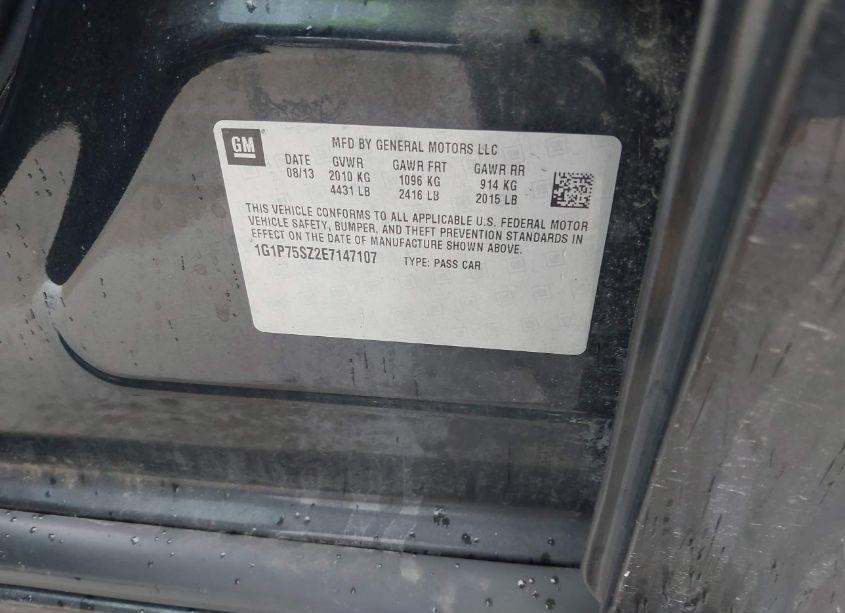 GM
MFD BY GENERAL MOTORS LLC
DATE GVWR GAWR FRT GAWR RR
08/13 2010 KG 1096 KG 914 KG
4431 LB 2416 LB 2015 LB
THIS VEHICLE CONFORMS TO ALL APPLICABLE U.S. FEDERAL MOTOR
VEHICLE SAFETY, BUMPER, AND THEFT PREVENTION STANDARDS IN
EFFECT ON THE DATE OF MANUFACTURE SHOWN ABOVE.
1G1P75SZ2E7147107 TYPE: PASS CAR